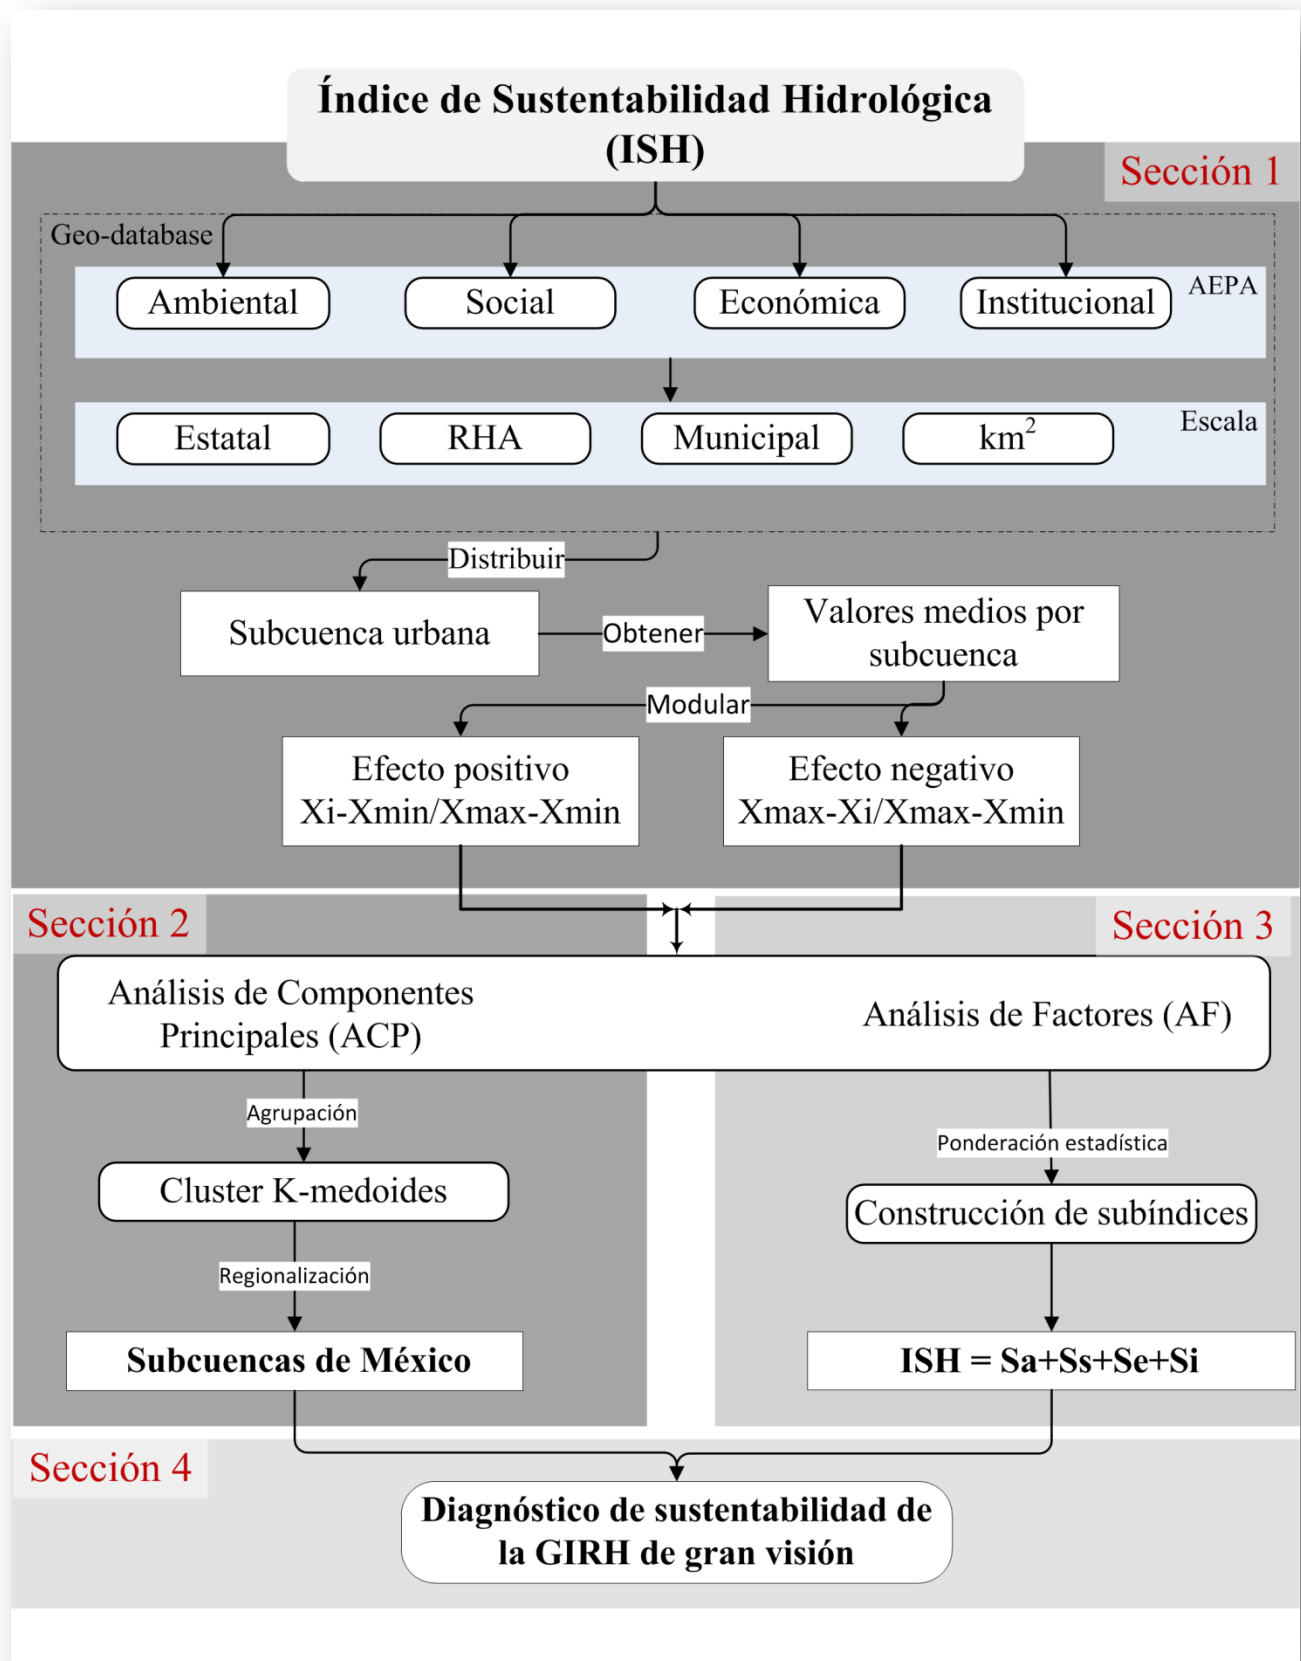 Índice de Sustentabilidad Hidrológica
(ISH)
Sección 1
Geo-database
AEPA
Ambiental
Social
Económica
Institucional
Escala
Estatal
RHA
Municipal
km²
Distribuir
Subcuenca urbana
Obtener
Valores medios por
subcuenca
Modular
Efecto positivo
Xi-Xmin/Xmax-Xmin
Efecto negativo
Xmax-Xi/Xmax-Xmin
Sección 2
Sección 3
Análisis de Componentes
Principales (ACP)
Análisis de Factores (AF)
Agrupación
Ponderación estadística
Cluster K-medoides
Construcción de subíndices
Regionalización
Subcuencas de México
ISH = Sa+Ss+Se+Si
Sección 4
Diagnóstico de sustentabilidad de
la GIRH de gran visión